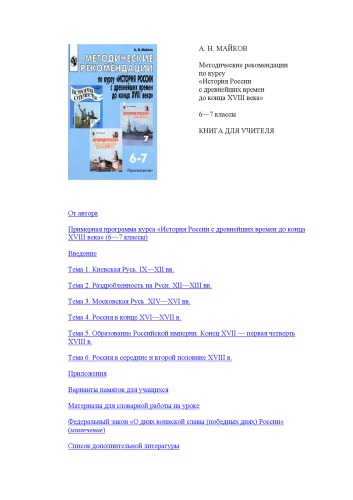 А. Н. Майков
МЕТОДИЧЕСКИЕ
РЕКОМЕНДАЦИИ
по курсу «ИСТОРИЯ РОССИИ
с древнейших времен
до конца XVIII века»
6-7
А. Н. МАЙКОВ
Методические рекомендации
по курсу
«История России
с древнейших времен
до конца XVIII века»
6—7 классы
КНИГА ДЛЯ УЧИТЕЛЯ
От автора
Примерная программа курса «История России с древнейших времен до конца
XVIII века» (6—7 классы)
Введение
Тема 1. Киевская Русь. IX—XII вв.
Тема 2. Раздробленность на Руси. XII—XIII вв.
Тема 3. Московская Русь. XIV—XVI вв.
Тема 4. Россия в конце XVI—XVII в.
Тема 5. Образование Российской империи. Конец XVII — первая четверть
XVIII в.
Тема 6. Россия в середине и второй половине XVIII в.
Приложения
Варианты памяток для учащихся
Материалы для словарной работы на уроке
Федеральный закон «О днях воинской славы (победных днях) России»
(извлечение)
Список дополнительной литературы